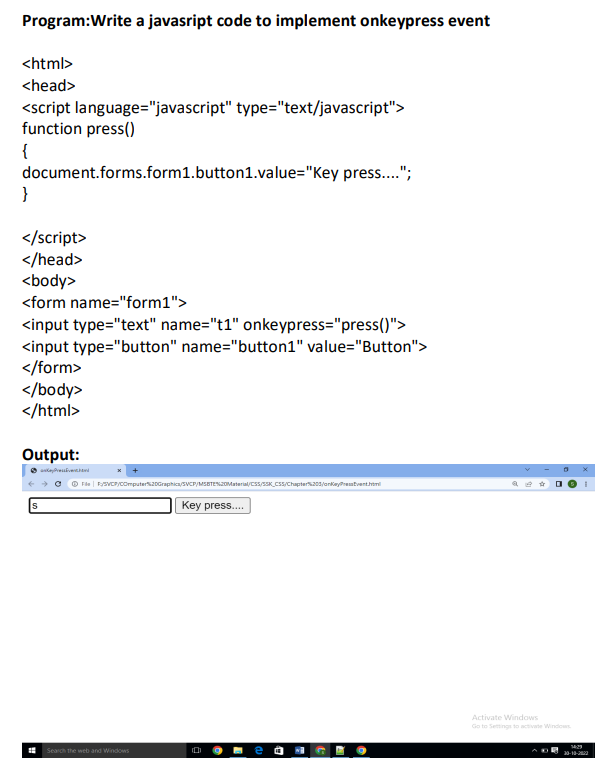 Program:Write a javasript code to implement onkeypress event
<html>
<head>
<script language="javascript" type="text/javascript">
function press()
{
document.forms.form1.button1.value="Key press....";
}
</script>
</head>
<body>
<form name="form1">
<input type="text" name="t1" onkeypress="press()">
<input type="button" name="button1" value="Button">
</form>
</body>
</html>
Output:
onKeyPressEvent.html
File | F:/SVCP/COmputer%20Graphics/SVCP/MSBTE%20Material/CSS/SSK_CSS/Chapter%203/onKeyPressEvent.html
s Key press....
Activate Windows
Go to Settings to activate Windows.
Search the web and Windows
14:29
30-10-2022